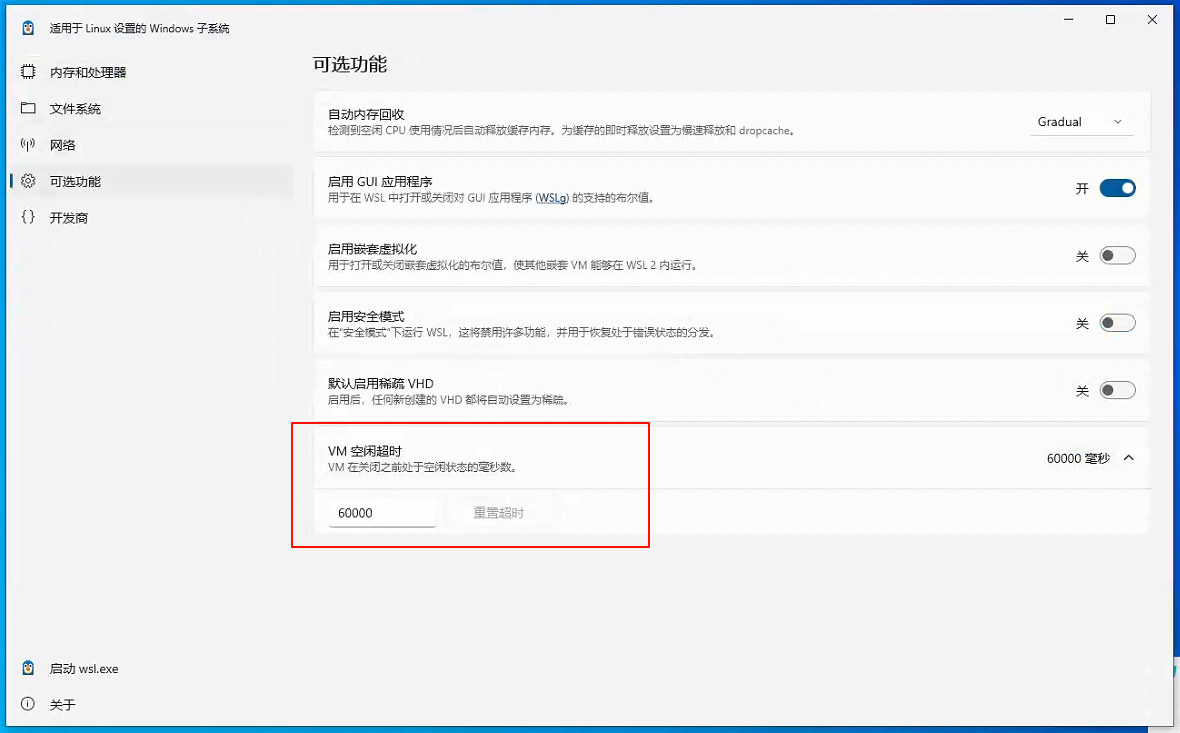 适用于 Linux 设置的 Windows 子系统
内存和处理器
文件系统
网络
可选功能
开发商
启动 wsl.exe
关于
可选功能
自动内存回收
检测到空闲 CPU 使用情况后自动释放缓存内存。为缓存的即时释放设置为慢速释放和 dropcache。
Gradual
启用 GUI 应用程序
用于在 WSL 中打开或关闭对 GUI 应用程序 (WSLg) 的支持的布尔值。
开
启用嵌套虚拟化
用于打开或关闭嵌套虚拟化的布尔值，使其他嵌套 VM 能够在 WSL 2 内运行。
关
启用安全模式
在“安全模式”下运行 WSL，这将禁用许多功能，并用于恢复处于错误状态的分发。
关
默认启用稀疏 VHD
启用后，任何新创建的 VHD 都将自动设置为稀疏。
关
VM 空闲超时
VM 在关闭之前处于空闲状态的毫秒数。
60000 毫秒
60000
重置超时